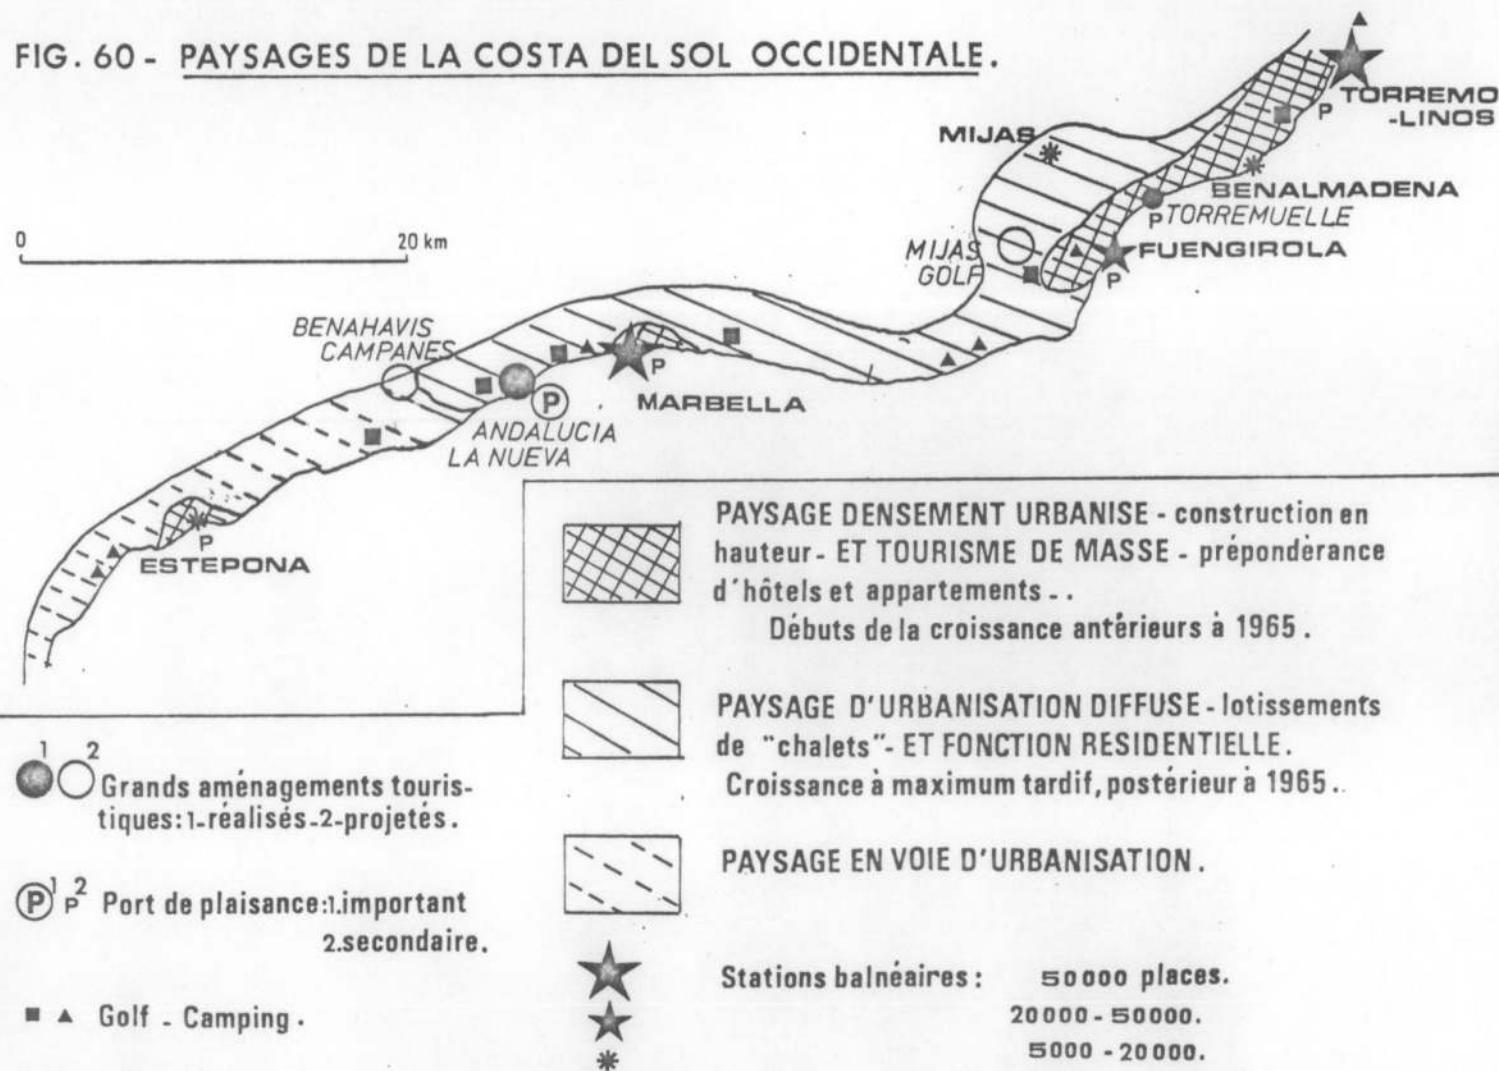 FIG. 60 - PAYSAGES DE LA COSTA DEL SOL OCCIDENTALE.
TORREMO
-LINOS
P
MIJAS
BENALMADENA
P TORREMUELLE
0 20 km
MIJAS
GOLF
FUENGIROLA
P
BENAHAVIS
CAMPANES
P
MARBELLA
P
ANDALUCIA
LA NUEVA
P
ESTEPONA
PAYSAGE DENSEMENT URBANISE - construction en
hauteur - ET TOURISME DE MASSE - prépondèrance
d'hôtels et appartements - .
Débuts de la croissance antérieurs à 1965.
PAYSAGE D'URBANISATION DIFFUSE - lotissements
de "chalets" - ET FONCTION RESIDENTIELLE.
Croissance à maximum tardif, postérieur à 1965.
PAYSAGE EN VOIE D'URBANISATION.
Stations balnéaires: 50000 places.
20000 - 50000.
5000 - 20000.
1 2
Grands aménagements touris-
tiques: 1-réalisés-2-projetés.
P 1 P 2 Port de plaisance: 1.important
2.secondaire.
Golf - Camping.